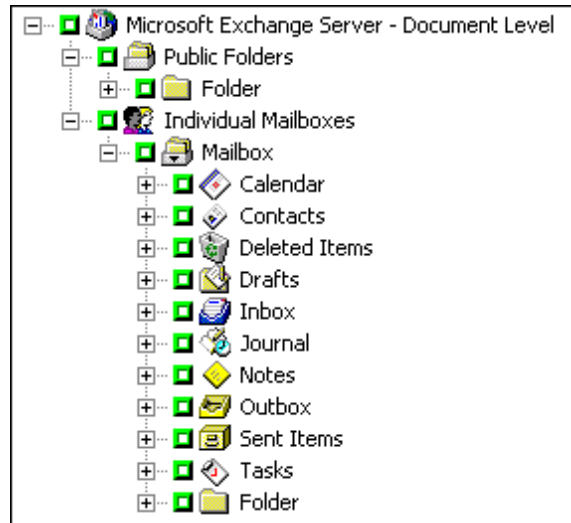 Microsoft Exchange Server - Document Level
Public Folders
Folder
Individual Mailboxes
Mailbox
Calendar
Contacts
Deleted Items
Drafts
Inbox
Journal
Notes
Outbox
Sent Items
Tasks
Folder